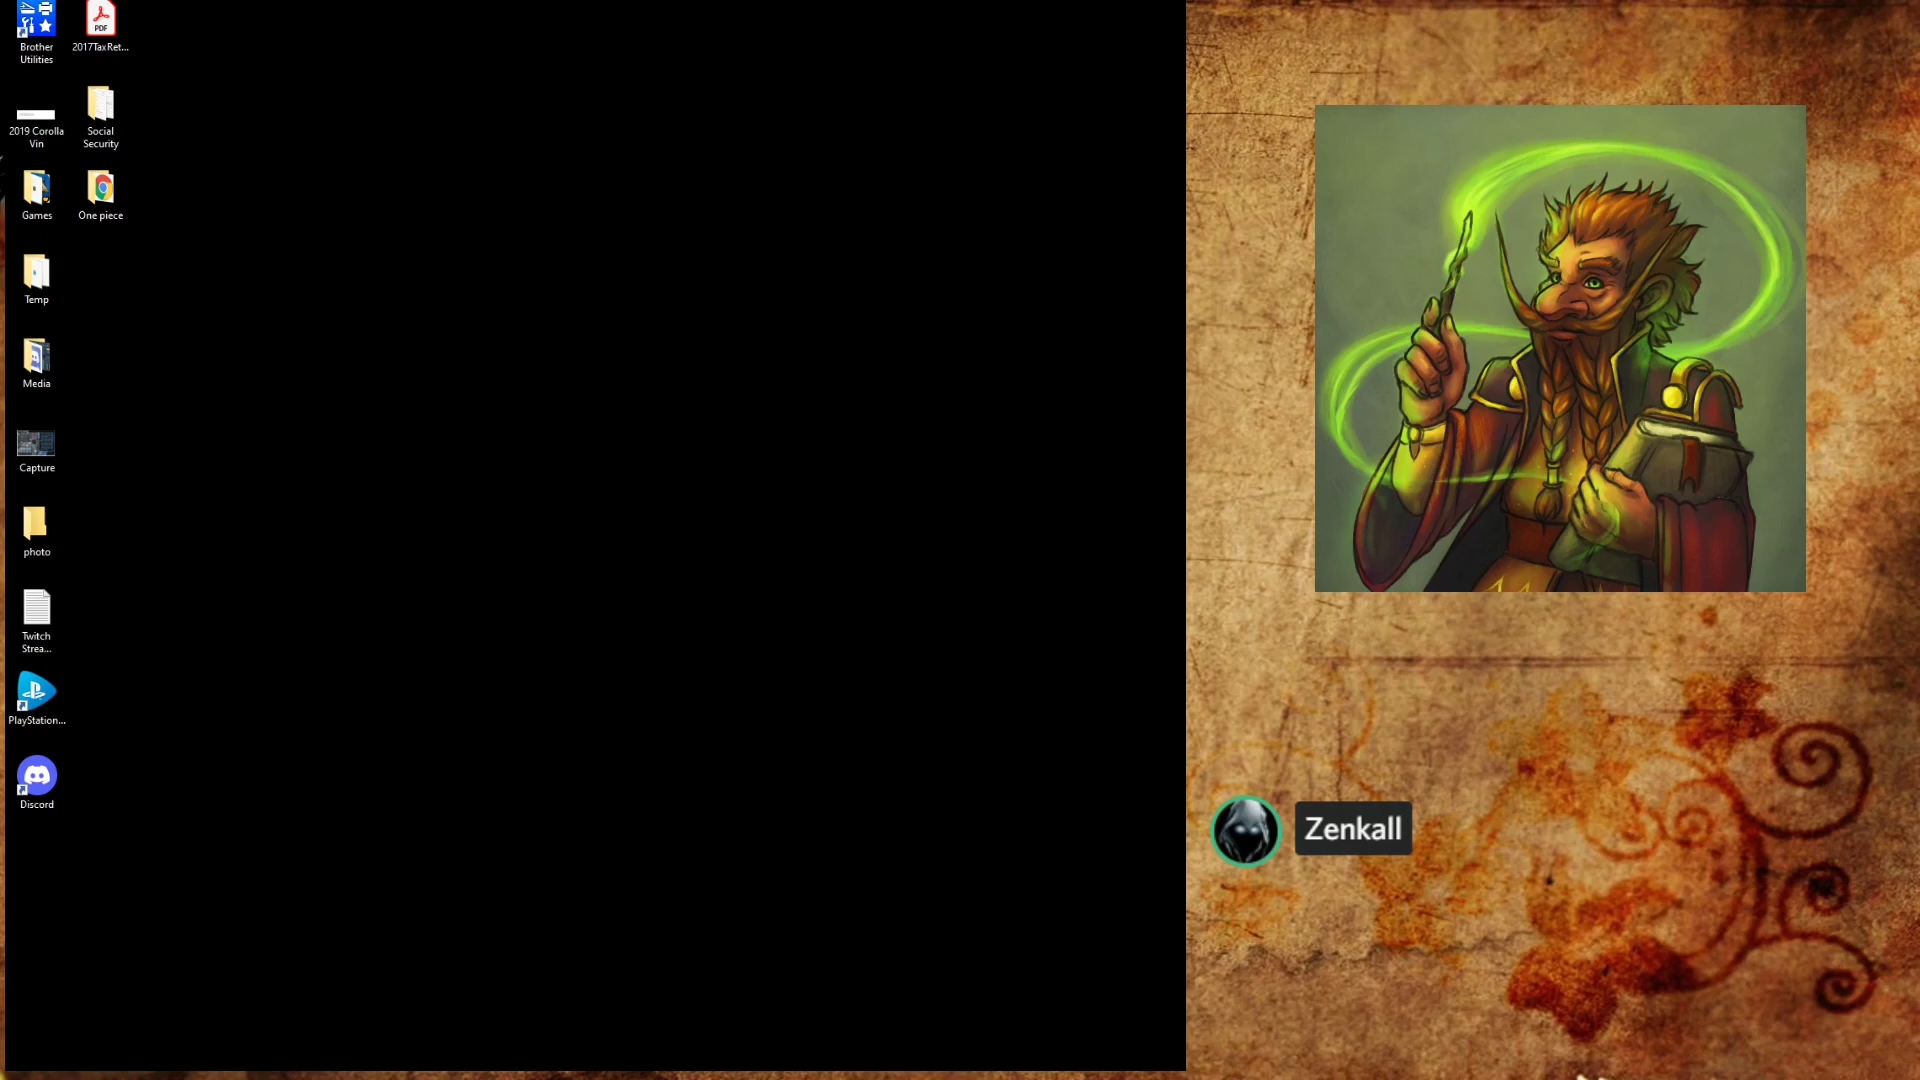 Brother
Utilities
2017TaxRet...
PDF
2019 Corolla
Vin
Social
Security
Games
One piece
Temp
Media
Capture
photo
Twitch
Strea...
PlayStation...
Discord
Zenkall